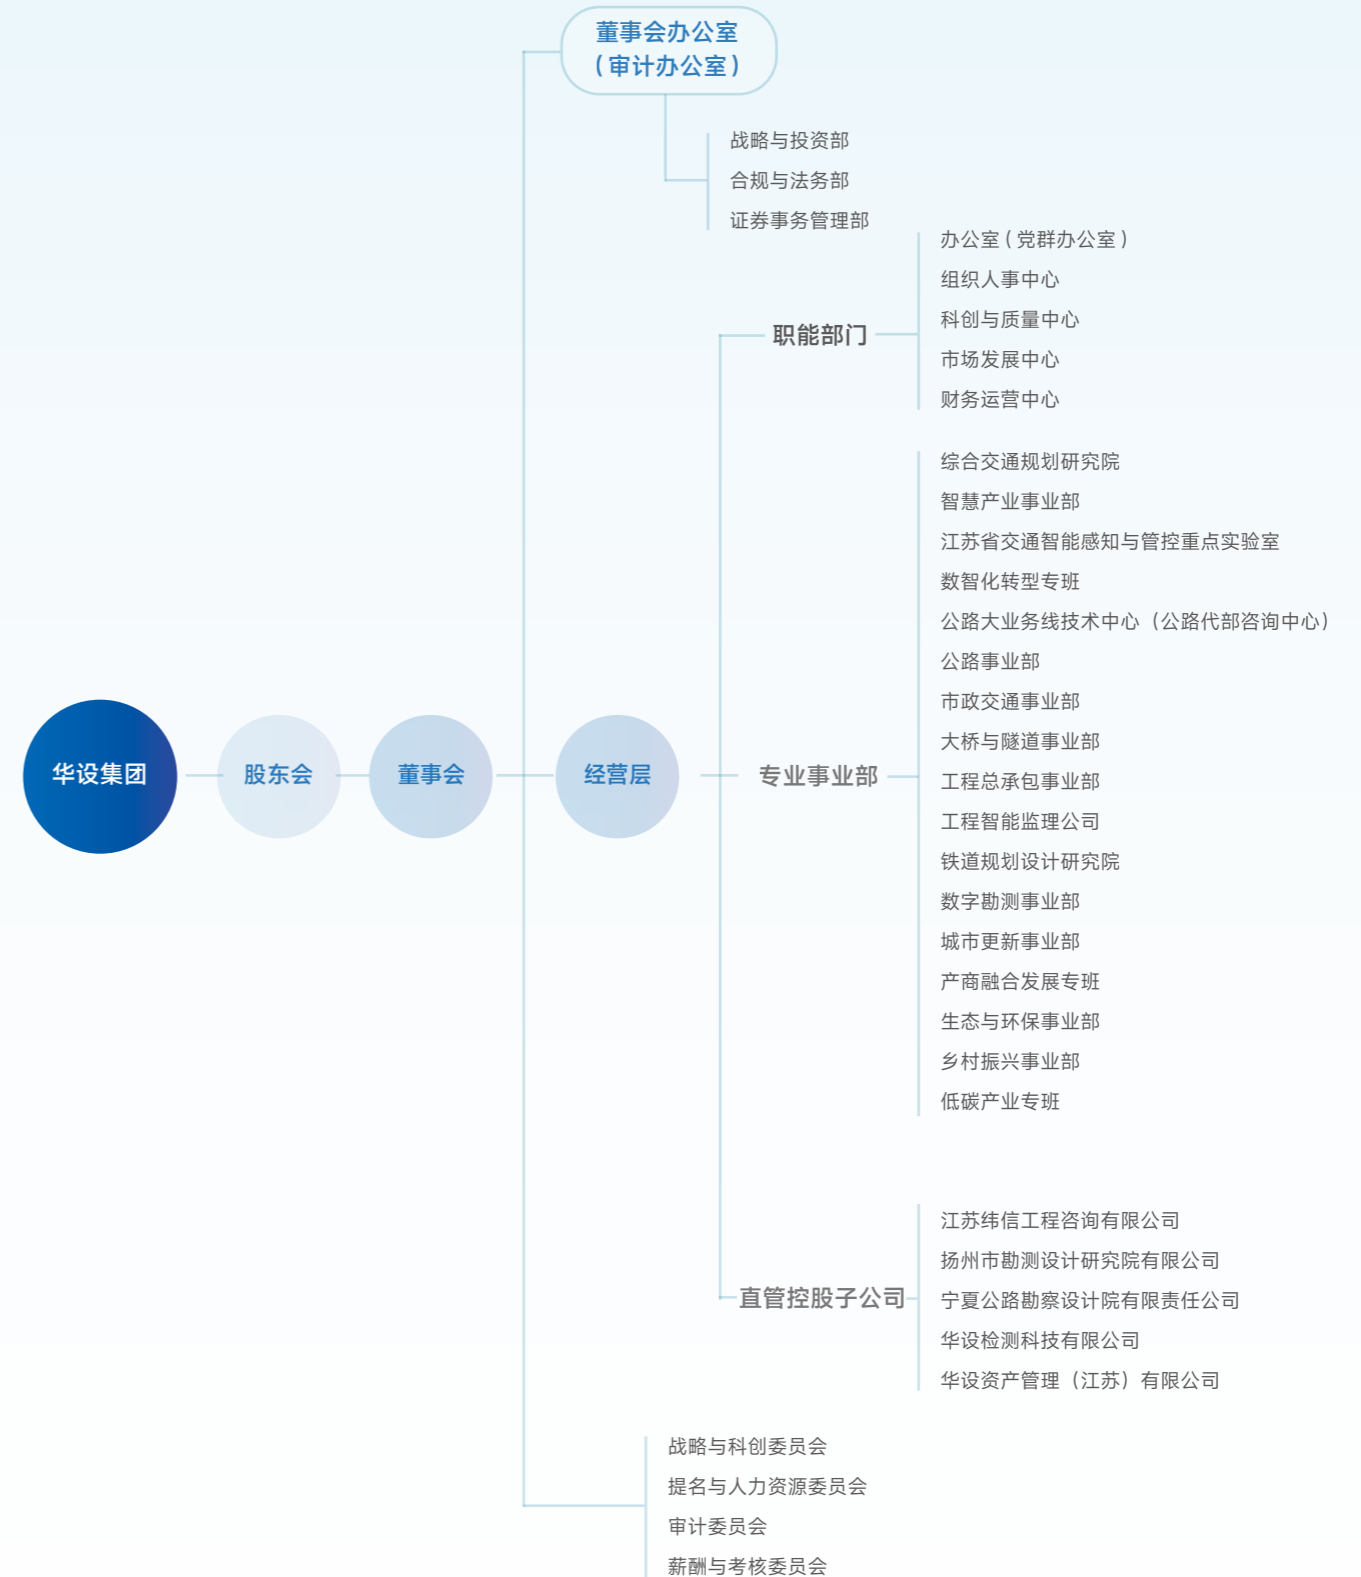 董事会办公室
(审计办公室)
战略与投资部
合规与法务部
证券事务管理部
办公室(党群办公室)
组织人事中心
科创与质量中心
市场发展中心
财务运营中心
职能部门
综合交通规划研究院
智慧产业事业部
江苏省交通智能感知与管控重点实验室
数智化转型专班
公路大业务线技术中心（公路代部咨询中心）
公路事业部
市政交通事业部
大桥与隧道事业部
工程总承包事业部
工程智能监理公司
铁道规划设计研究院
数字勘测事业部
城市更新事业部
产商融合发展专班
生态与环保事业部
乡村振兴事业部
低碳产业专班
华设集团
股东会
董事会
经营层
专业事业部
江苏纬信工程咨询有限公司
扬州市勘测设计研究院有限公司
宁夏公路勘察设计院有限责任公司
华设检测科技有限公司
华设资产管理（江苏）有限公司
直管控股子公司
战略与科创委员会
提名与人力资源委员会
审计委员会
薪酬与考核委员会